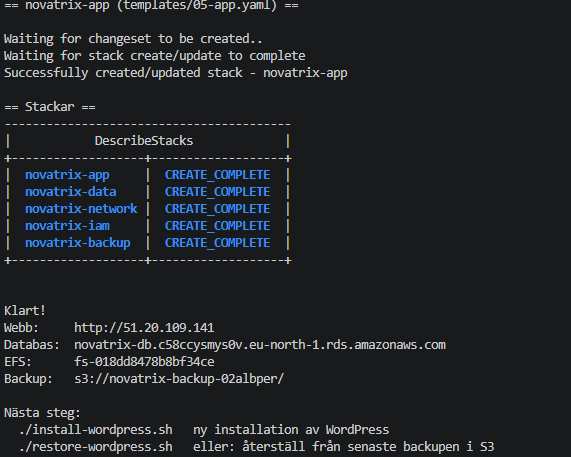 == novatrix-app (templates/05-app.yaml) ==
Waiting for changeset to be created..
Waiting for stack create/update to complete
Successfully created/updated stack - novatrix-app
== Stackar ==
---------------------------------------
|            DescribeStacks           |
+-------------------+-----------------+
|  novatrix-app     |  CREATE_COMPLETE  |
|  novatrix-data    |  CREATE_COMPLETE  |
|  novatrix-network |  CREATE_COMPLETE  |
|  novatrix-iam     |  CREATE_COMPLETE  |
|  novatrix-backup  |  CREATE_COMPLETE  |
+-------------------+-----------------+
Klart!
Webb:     http://51.20.109.141
Databas:  novatrix-db.c58ccysmys0v.eu-north-1.rds.amazonaws.com
EFS:      fs-018dd8478b8bf34ce
Backup:   s3://novatrix-backup-02albper/
Nästa steg:
  ./install-wordpress.sh   ny installation av WordPress
  ./restore-wordpress.sh   eller: återställ från senaste backupen i S3